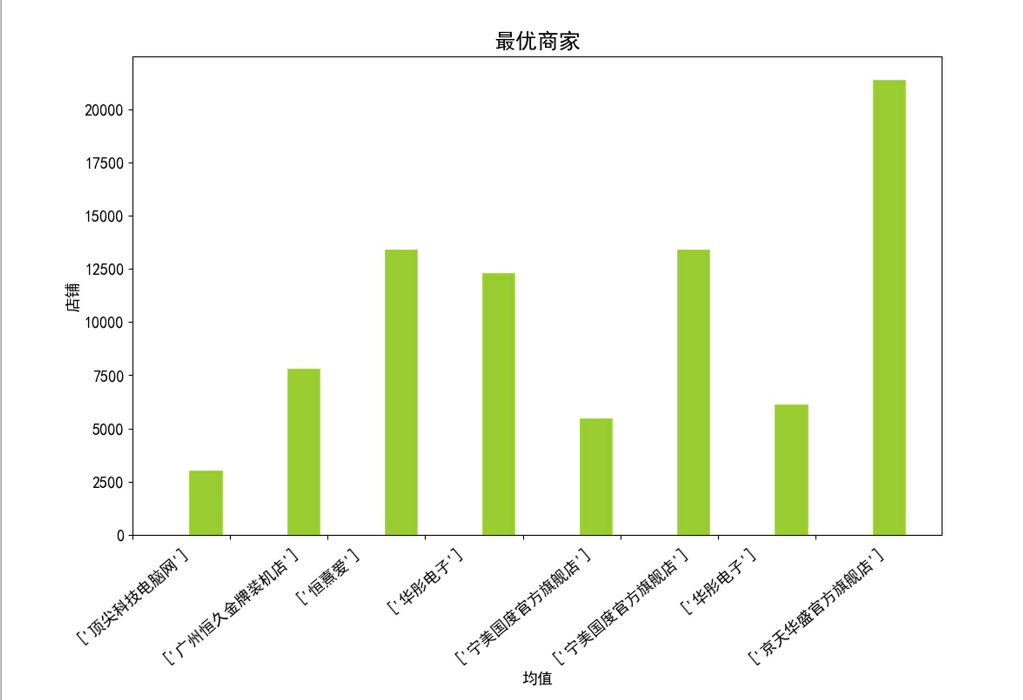 最优商家
20000
17500
15000
12500
10000
7500
5000
2500
0
店铺
['顶尖科技电脑网']
['广州恒久金牌装机店']
['恒熹爱']
['华彤电子']
['宁美国度官方旗舰店']
['宁美国度官方旗舰店']
['华彤电子']
['京天华盛官方旗舰店']
均值